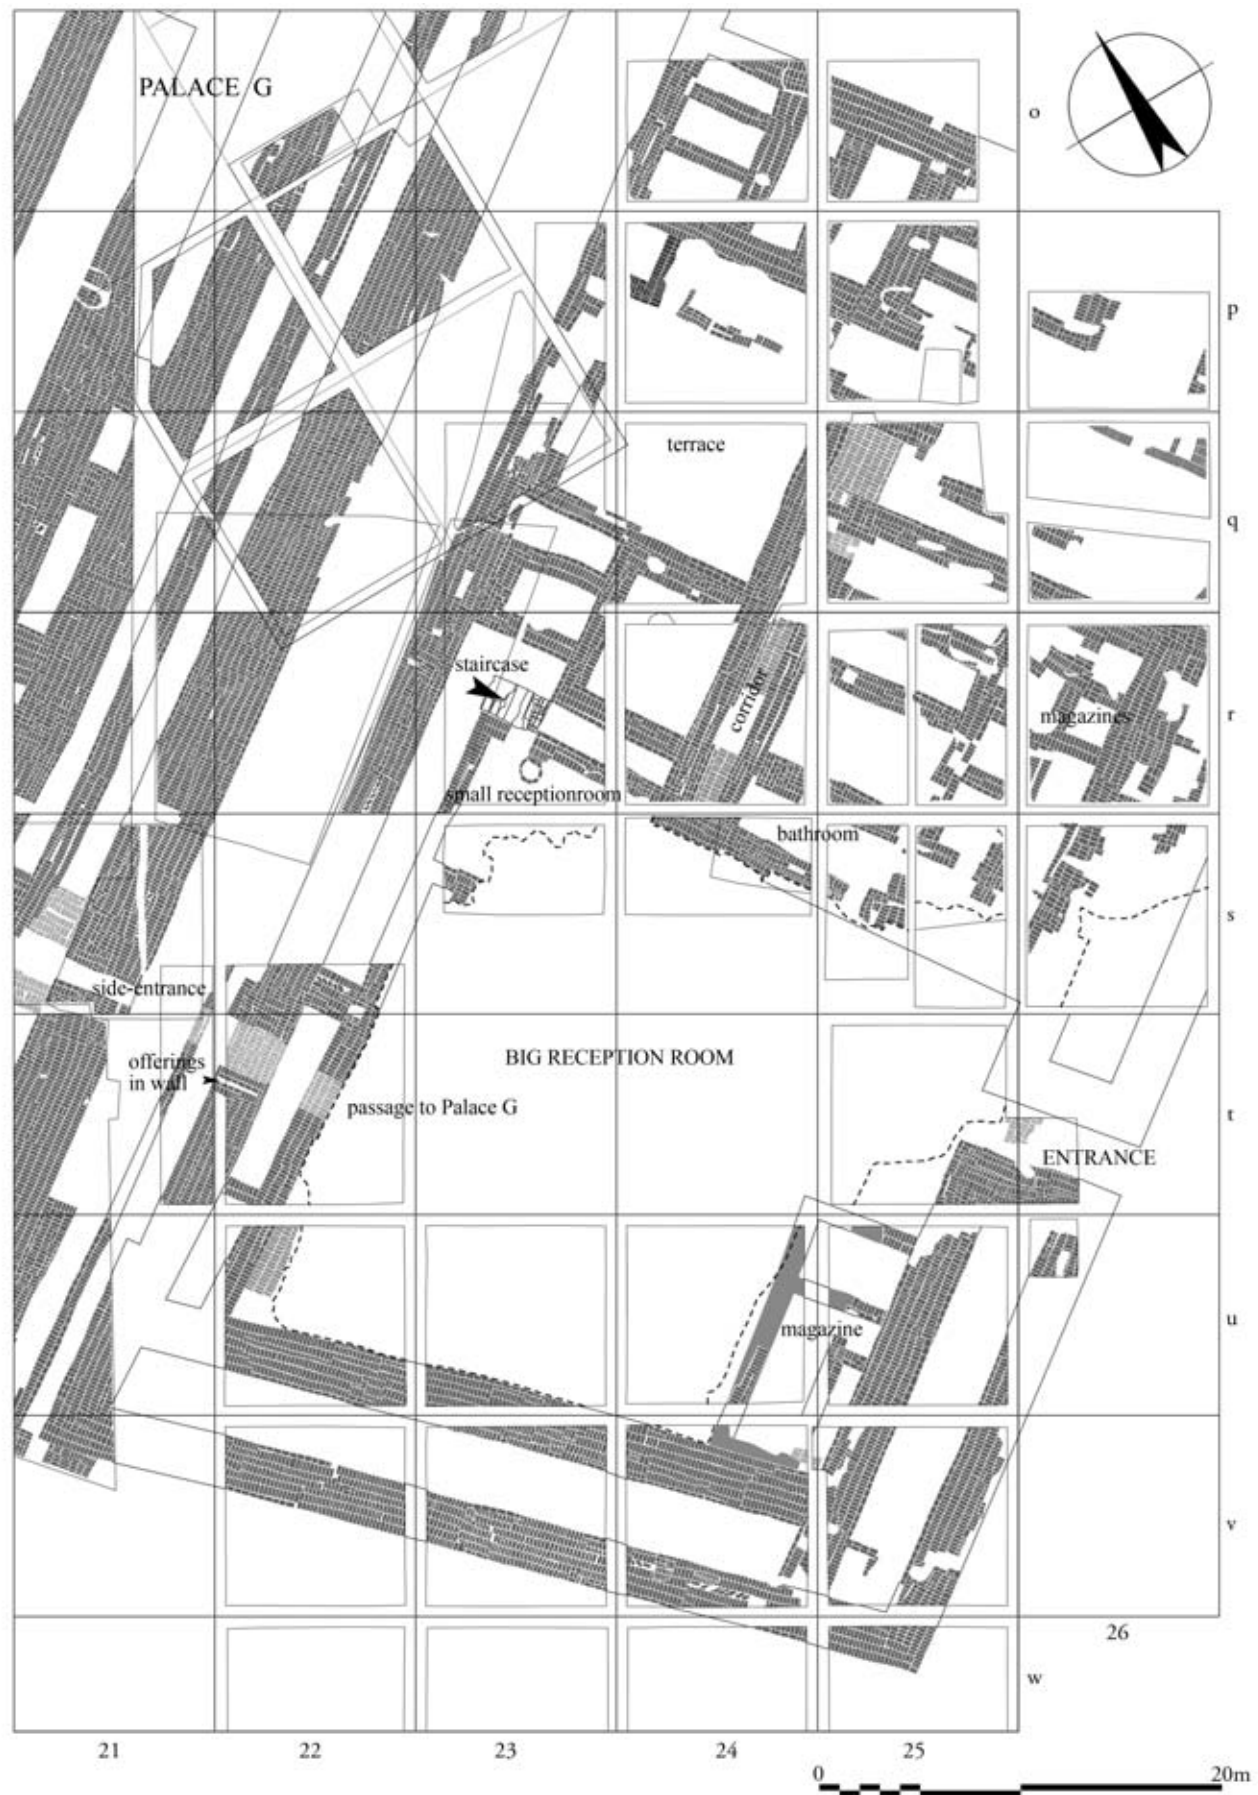 PALACE G
o
p
terrace
q
staircase
corridor
magazines
r
small receptionroom
bathroom
s
side-entrance
offerings
in wall
BIG RECEPTION ROOM
passage to Palace G
t
ENTRANCE
magazine
u
v
26
w
21
22
23
24
25
0
20m